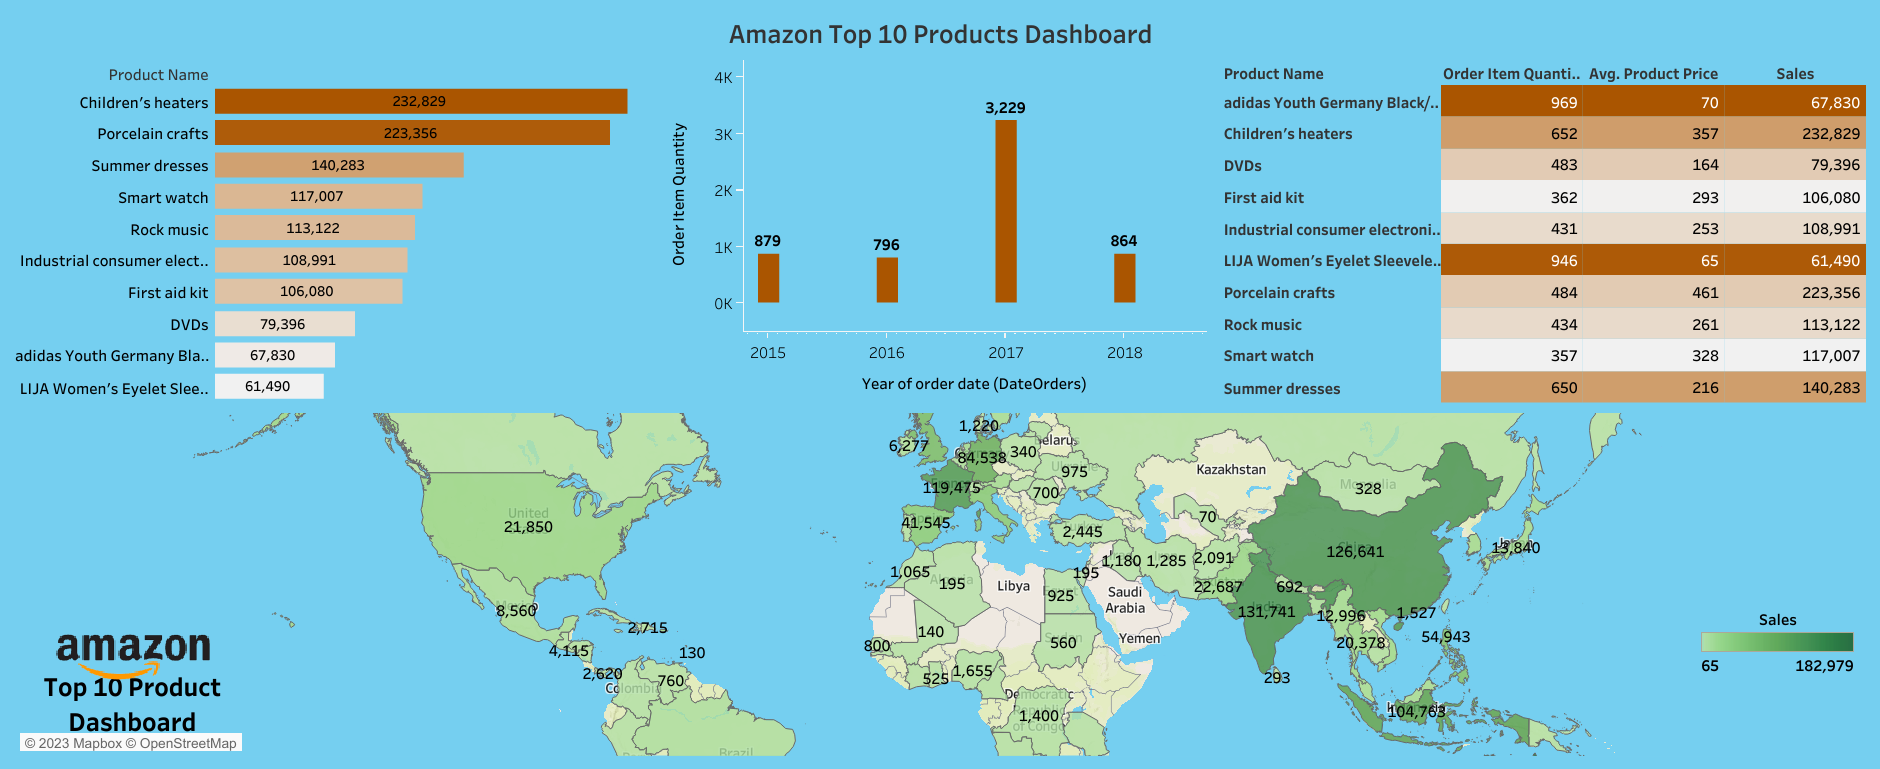 Amazon Top 10 Products Dashboard
Product Name
Children's heaters 232,829
Porcelain crafts 223,356
Summer dresses 140,283
Smart watch 117,007
Rock music 113,122
Industrial consumer elect.. 108,991
First aid kit 106,080
DVDs 79,396
adidas Youth Germany Bla.. 67,830
LIJA Women's Eyelet Slee.. 61,490
Order Item Quantity
4K
3K
2K
1K
0K
879
796
3,229
864
2015 2016 2017 2018
Year of order date (DateOrders)
Product Name Order Item Quanti.. Avg. Product Price Sales
adidas Youth Germany Black/.. 969 70 67,830
Children's heaters 652 357 232,829
DVDs 483 164 79,396
First aid kit 362 293 106,080
Industrial consumer electroni.. 431 253 108,991
LIJA Women's Eyelet Sleevele.. 946 65 61,490
Porcelain crafts 484 461 223,356
Rock music 434 261 113,122
Smart watch 357 328 117,007
Summer dresses 650 216 140,283
United
21,850
8,560
2,715
4,115
130
2,620
Colombia
760
Brazil
1,220
6,277
84,538
340
Belarus
975
119,475
700
41,545
2,445
Kazakhstan
Mongolia
328
70
126,641
13,840
1,065
195
Libya
195
1,180
1,285
2,091
925
Saudi
Arabia
22,687
692
131,741
12,996
1,527
140
Sudan
560
Yemen
800
20,378
54,943
525
1,655
293
Democratic
Republic
1,400
of Congo
104,763
Sales
65 182,979
amazon
Top 10 Product
Dashboard
© 2023 Mapbox © OpenStreetMap